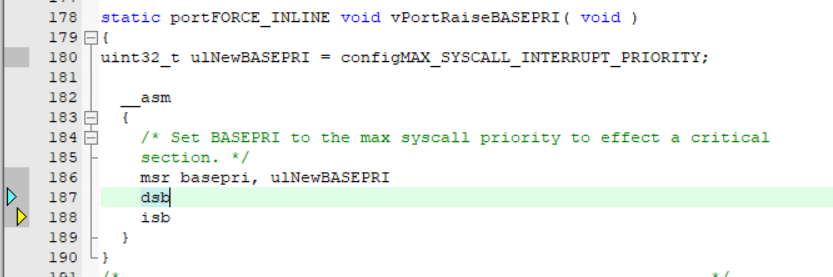 178 static portFORCE_INLINE void vPortRaiseBASEPRI( void )
179 {
180 uint32_t ulNewBASEPRI = configMAX_SYSCALL_INTERRUPT_PRIORITY;
181
182 __asm
183 {
184 /* Set BASEPRI to the max syscall priority to effect a critical
185 section. */
186 msr basepri, ulNewBASEPRI
187 dsb
188 isb
189 }
190 }
191 /* */